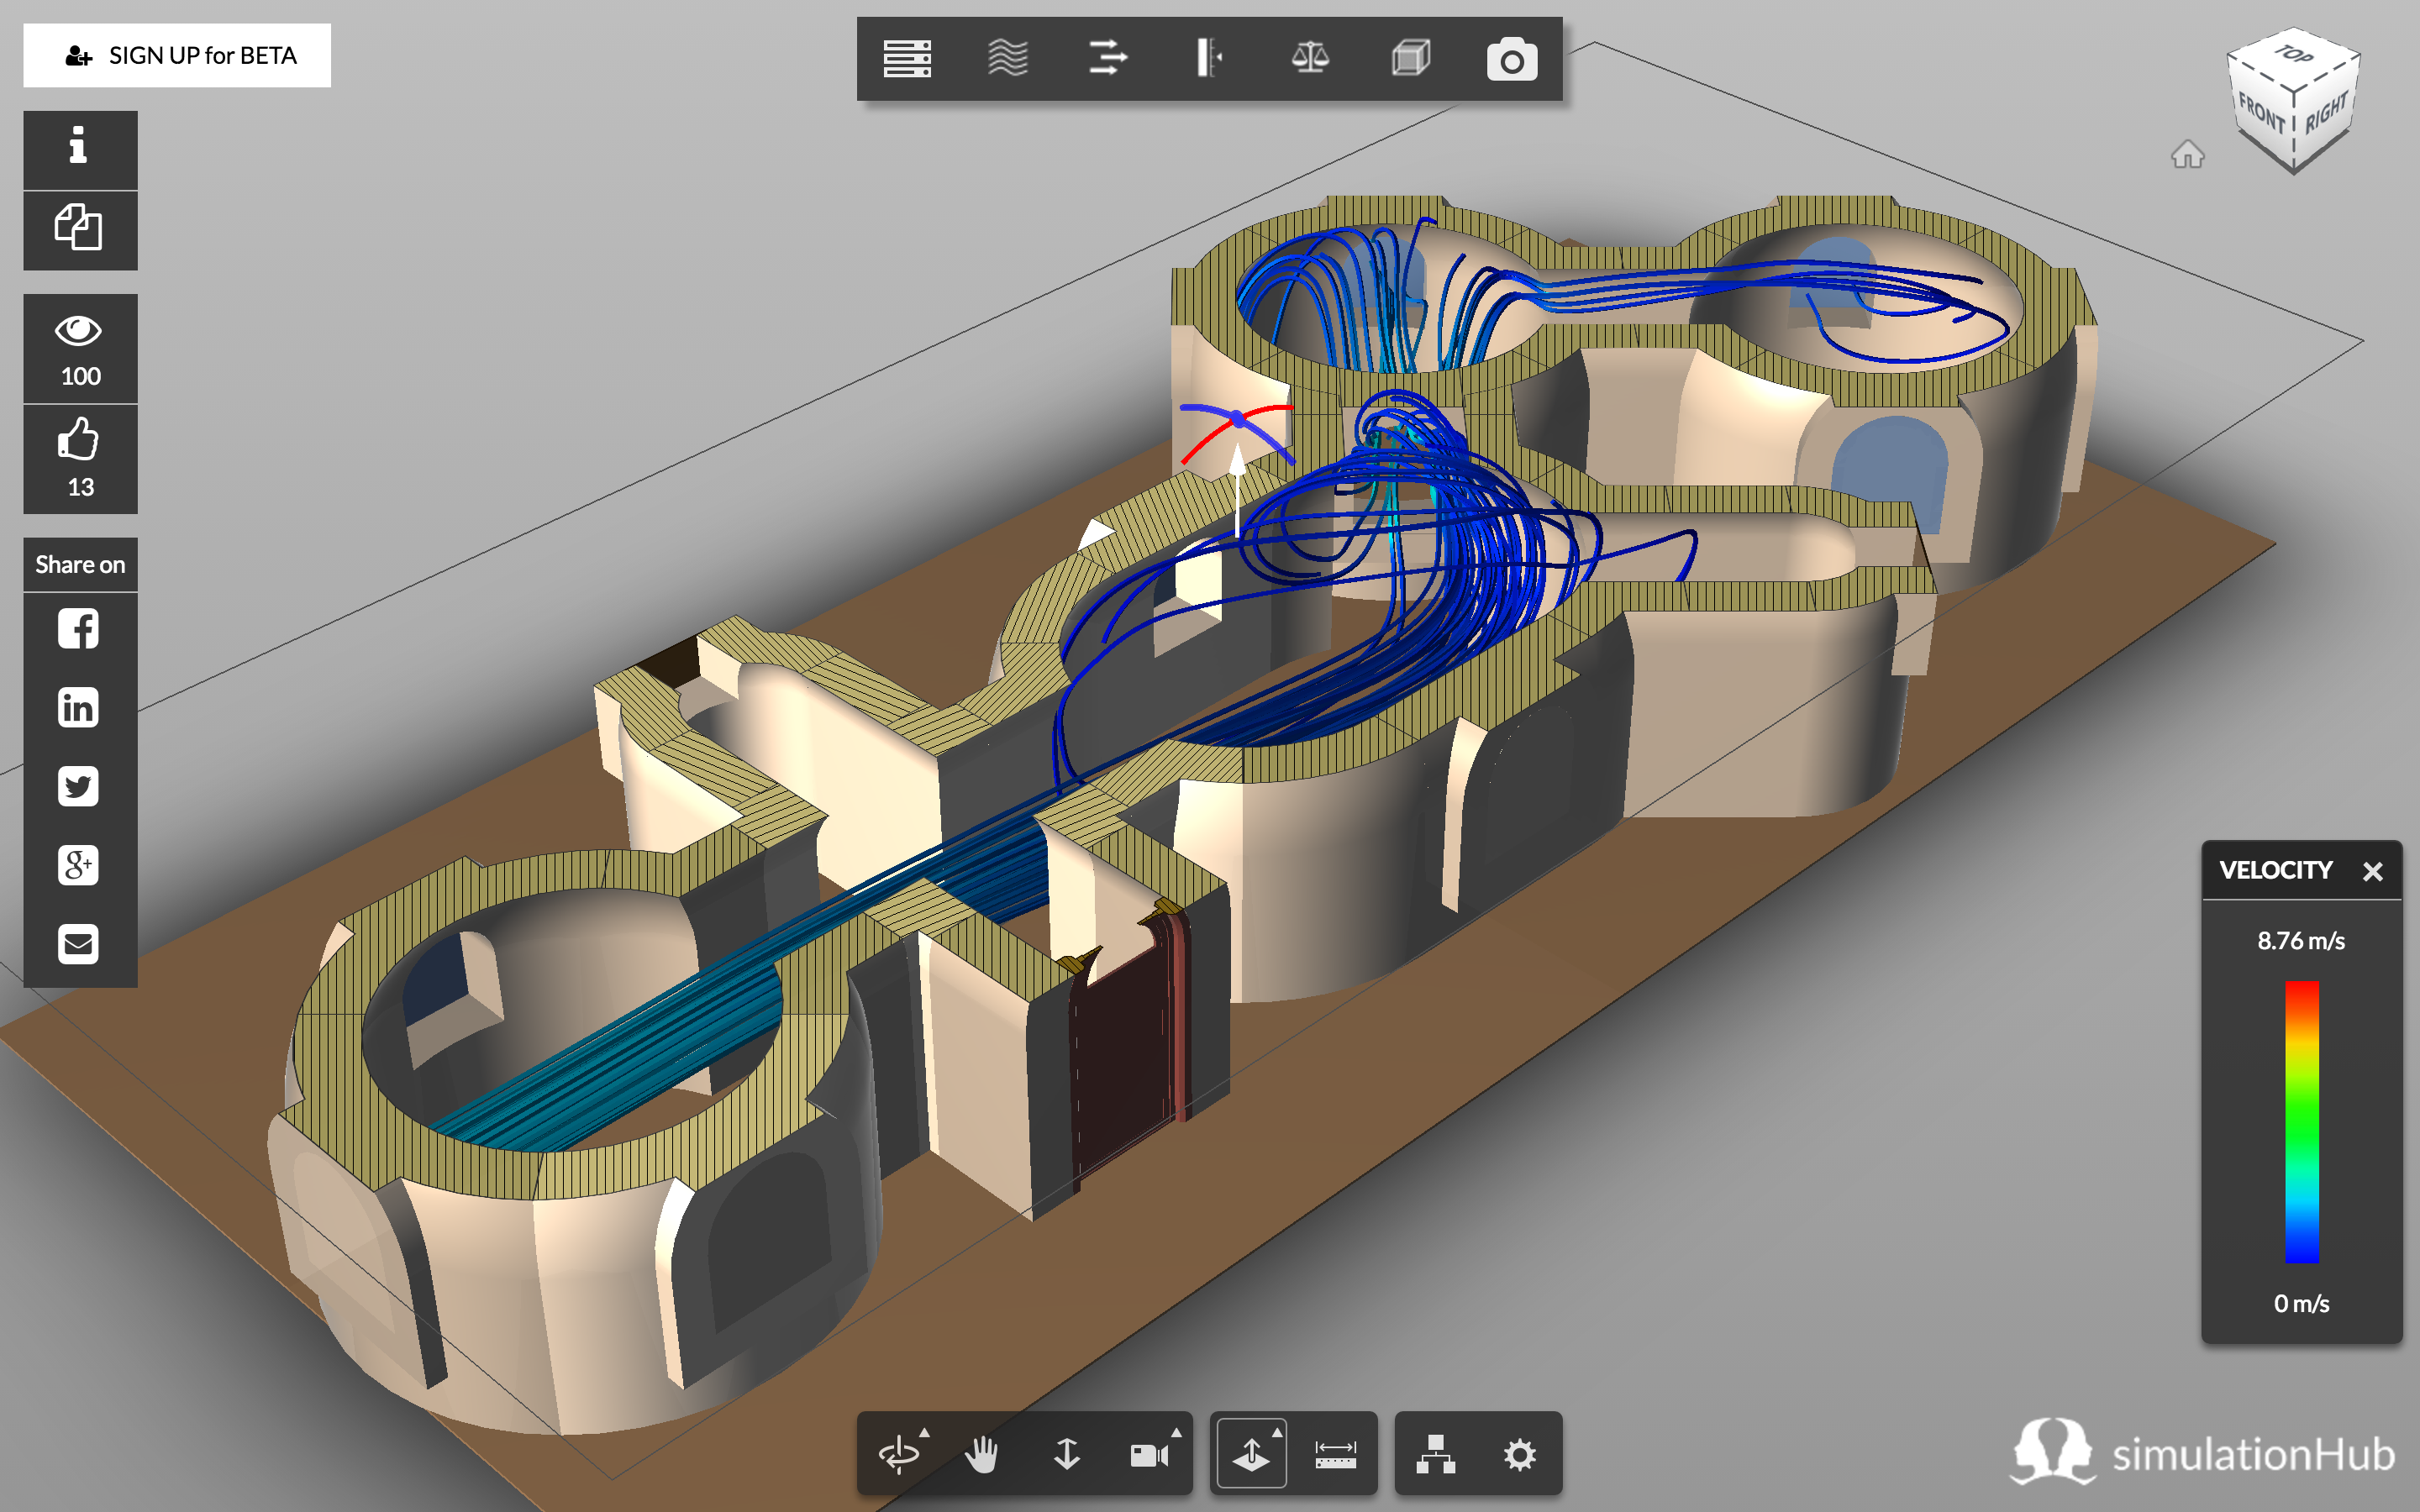 SIGN UP for BETA
100
13
Share on
TOP
FRONT
RIGHT
VELOCITY
8.76 m/s
0 m/s
simulationHub